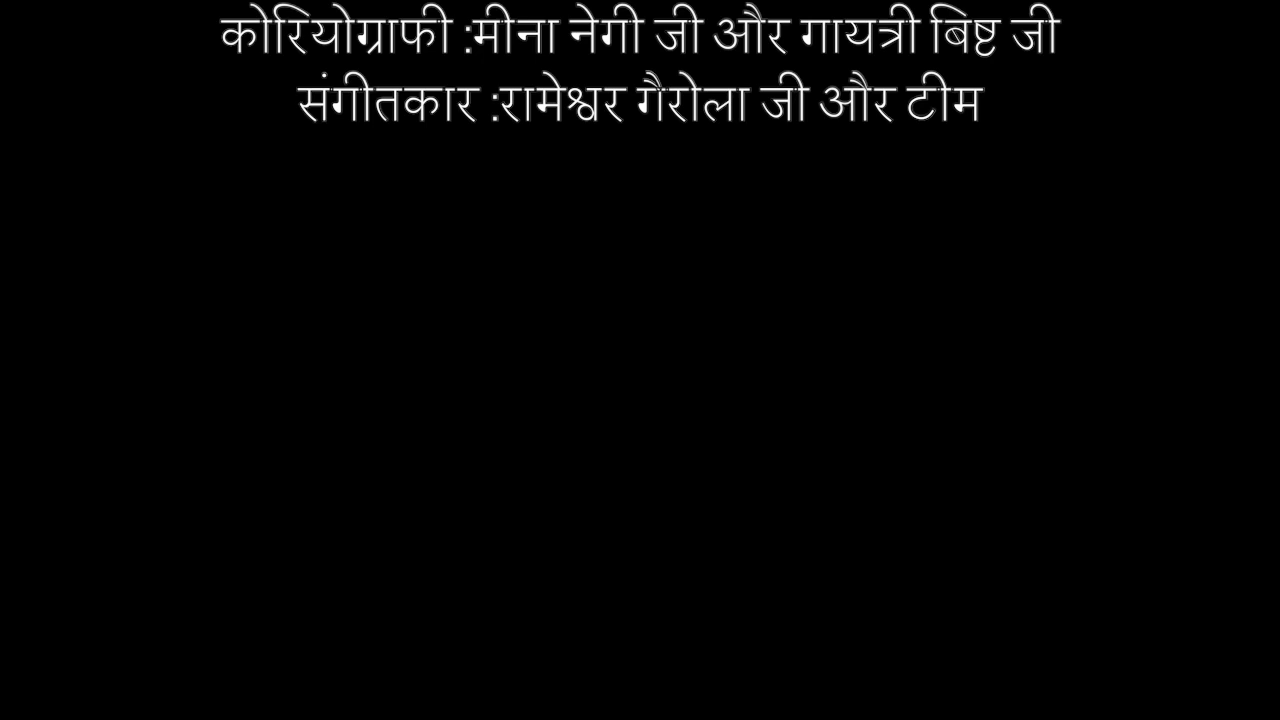 कोरियोग्राफी :मीना नेगी जी और गायत्री बिष्ट जी
संगीतकार :रामेश्वर गैरोला जी और टीम